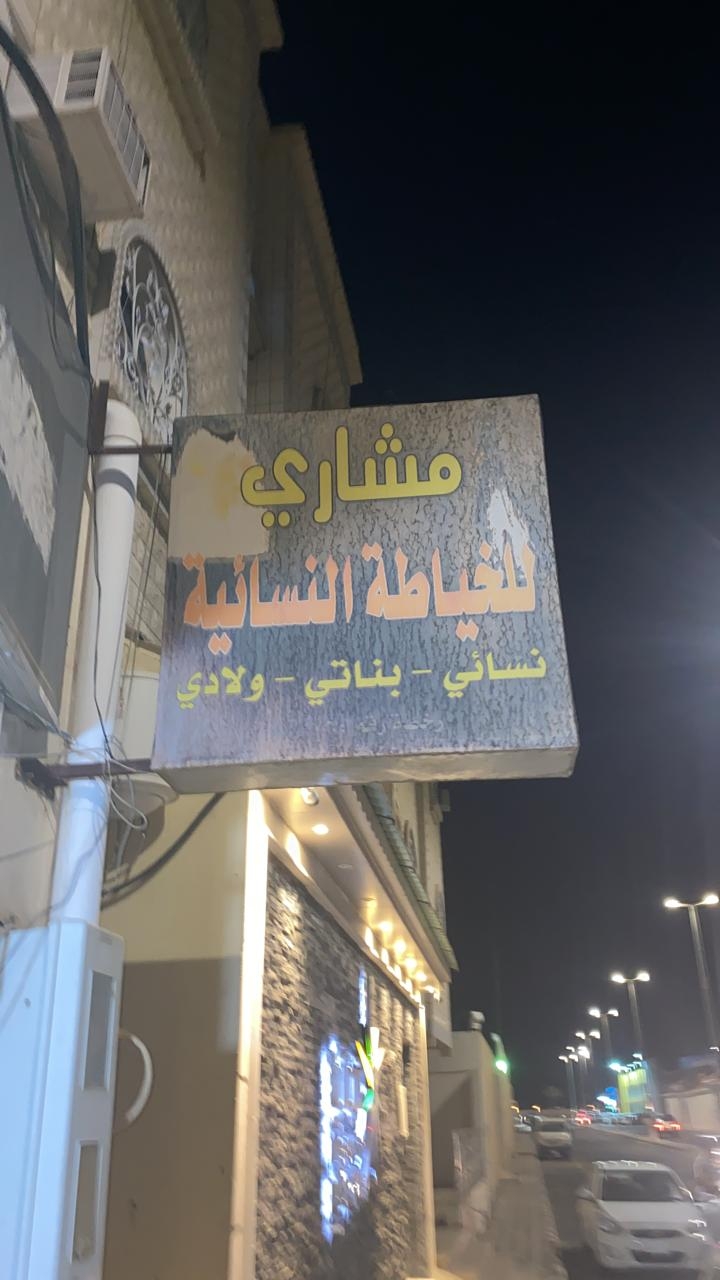 مشاري
للخياطة النسائية
نسائي - بناتي - ولادي